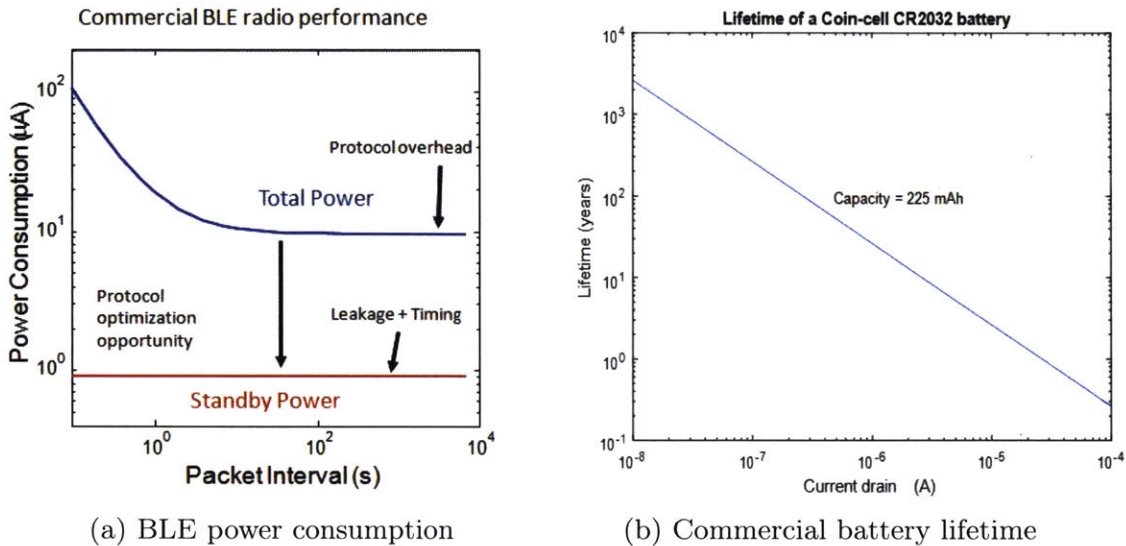 Commercial BLE radio performance
Power Consumption (μA)
10²
10¹
10⁰
Protocol overhead
Total Power
Protocol
optimization
opportunity
Leakage + Timing
Standby Power
10⁰ 10² 10⁴
Packet Interval (s)
(a) BLE power consumption
Lifetime of a Coin-cell CR2032 battery
Lifetime (years)
10⁴
10³
10²
10¹
10⁰
10⁻¹
Capacity = 225 mAh
10⁻⁸ 10⁻⁷ 10⁻⁶ 10⁻⁵ 10⁻⁴
Current drain (A)
(b) Commercial battery lifetime